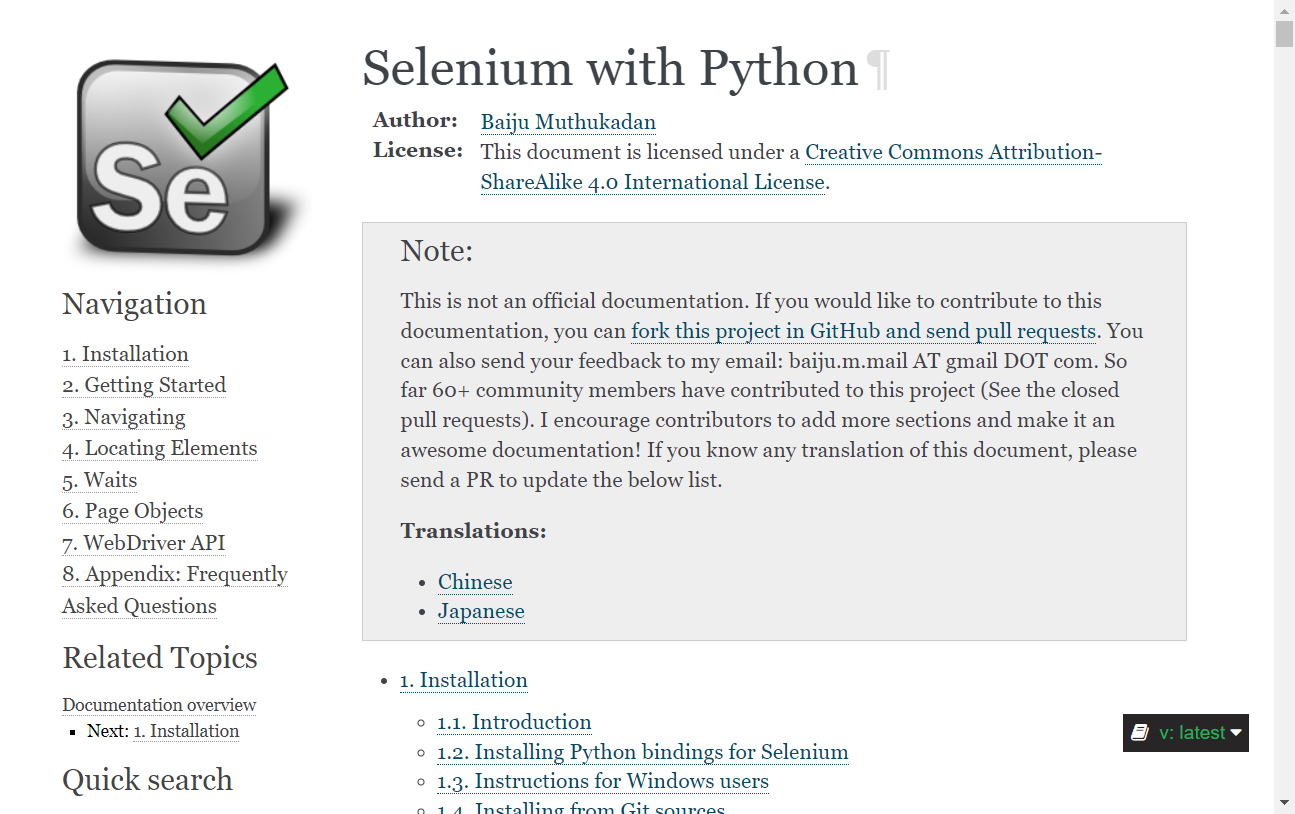 Se
Navigation
1. Installation
2. Getting Started
3. Navigating
4. Locating Elements
5. Waits
6. Page Objects
7. WebDriver API
8. Appendix: Frequently
Asked Questions
Related Topics
Documentation overview
Next: 1. Installation
Quick search
Selenium with Python¶
Author: Baiju Muthukadan
License: This document is licensed under a Creative Commons Attribution-
ShareAlike 4.0 International License.
Note:
This is not an official documentation. If you would like to contribute to this
documentation, you can fork this project in GitHub and send pull requests. You
can also send your feedback to my email: baiju.m.mail AT gmail DOT com. So
far 60+ community members have contributed to this project (See the closed
pull requests). I encourage contributors to add more sections and make it an
awesome documentation! If you know any translation of this document, please
send a PR to update the below list.
Translations:
• Chinese
• Japanese
• 1. Installation
◦ 1.1. Introduction
◦ 1.2. Installing Python bindings for Selenium
◦ 1.3. Instructions for Windows users
◦ 1.4. Installing from Git sources
v: latest